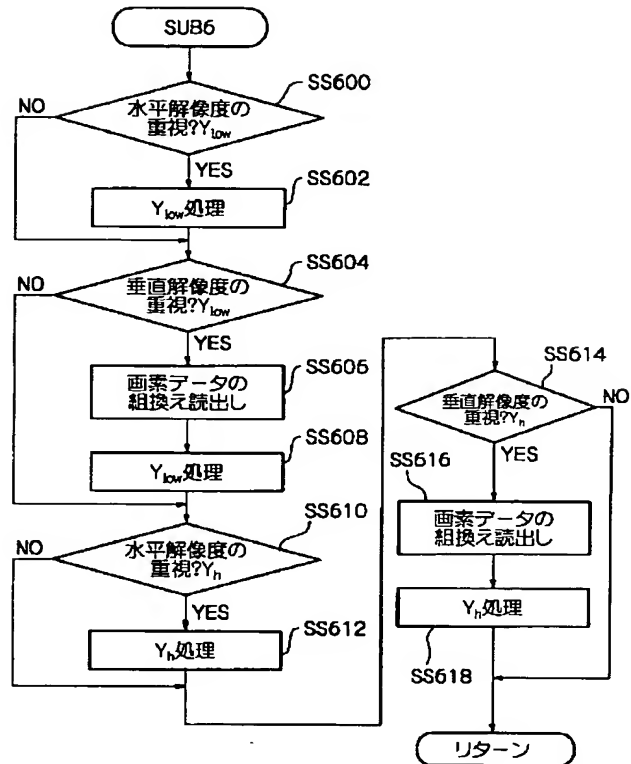 SUB6
SS600
水平解像度の
重視?Ylow
NO
YES
SS602
Ylow処理
SS604
垂直解像度の
重視?Ylow
NO
YES
SS606
画素データの
組換え読出し
SS608
Ylow処理
SS610
水平解像度の
重視?Yh
NO
YES
SS612
Yh処理
SS614
垂直解像度の
重視?Yh
NO
YES
SS616
画素データの
組換え読出し
Yh処理
SS618
リターン